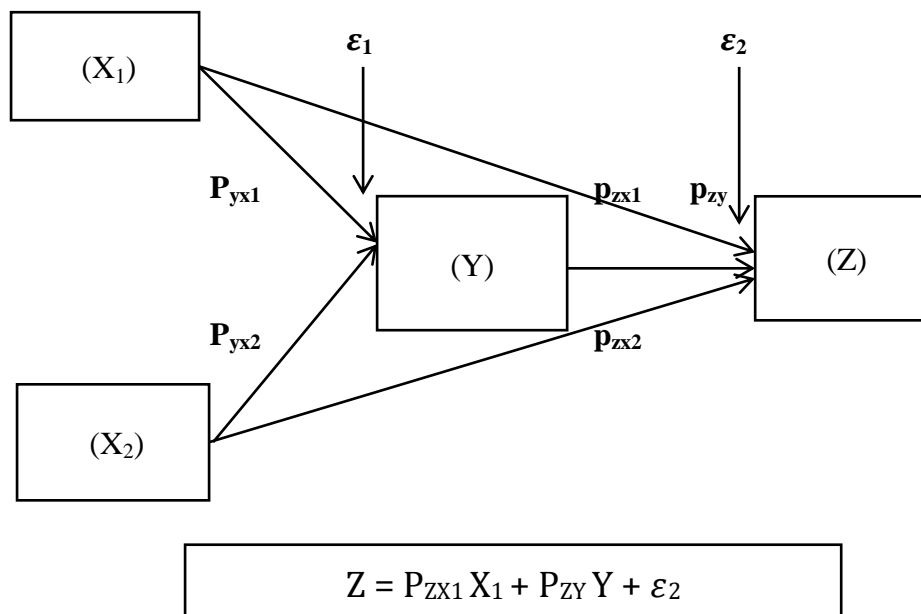 (X₁)
ε₁
ε₂
Pyx1
pzx1
pzy
(Y)
(Z)
Pyx2
pzx2
(X₂)
Z = PZX1 X₁ + PZY Y + ε₂